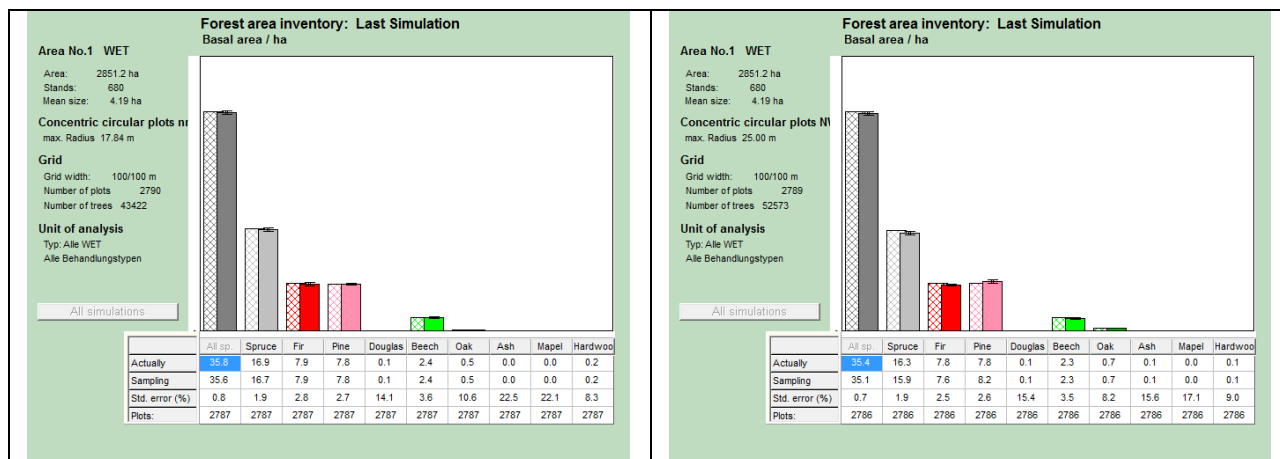 Forest area inventory: Last Simulation
Basal area / ha
Area No.1 WET
Area: 2851.2 ha
Stands: 680
Mean size: 4.19 ha
Concentric circular plots nr
max. Radius 17.84 m
Grid
Grid width: 100/100 m
Number of plots 2790
Number of trees 43422
Unit of analysis
Typ: Alle WET
Alle Behandlungstypen
All simulations
All sp. Spruce Fir Pine Douglas Beech Oak Ash Mapel Hardwoo
Actually 35.8 16.9 7.9 7.8 0.1 2.4 0.5 0.0 0.0 0.2
Sampling 35.6 16.7 7.9 7.8 0.1 2.4 0.5 0.0 0.0 0.2
Std. error (%) 0.8 1.9 2.8 2.7 14.1 3.6 10.6 22.5 22.1 8.3
Plots: 2787 2787 2787 2787 2787 2787 2787 2787 2787 2787
Forest area inventory: Last Simulation
Basal area / ha
Area No.1 WET
Area: 2851.2 ha
Stands: 680
Mean size: 4.19 ha
Concentric circular plots NV
max. Radius 25.00 m
Grid
Grid width: 100/100 m
Number of plots 2789
Number of trees 52573
Unit of analysis
Typ: Alle WET
Alle Behandlungstypen
All simulations
All sp. Spruce Fir Pine Douglas Beech Oak Ash Mapel Hardwoo
Actually 35.4 16.3 7.8 7.8 0.1 2.3 0.7 0.1 0.0 0.1
Sampling 35.1 15.9 7.6 8.2 0.1 2.3 0.7 0.1 0.0 0.1
Std. error (%) 0.7 1.9 2.5 2.6 15.4 3.5 8.2 15.6 17.1 9.0
Plots: 2786 2786 2786 2786 2786 2786 2786 2786 2786 2786